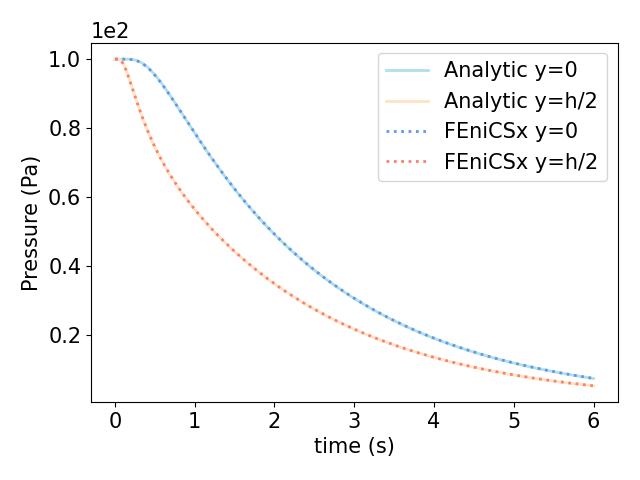 1e2
1.0
0.8
0.6
0.4
0.2
Pressure (Pa)
Analytic y=0
Analytic y=h/2
FEniCSx y=0
FEniCSx y=h/2
0 1 2 3 4 5 6
time (s)